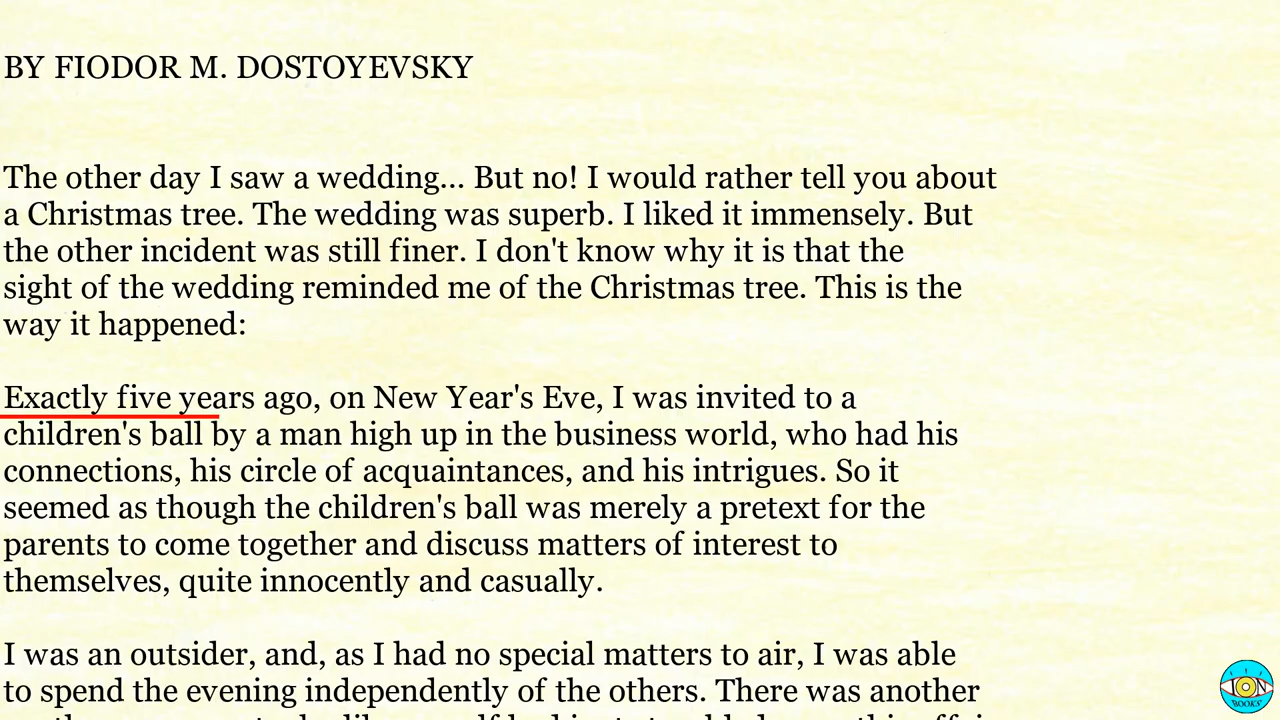 BY FIODOR M. DOSTOYEVSKY
The other day I saw a wedding... But no! I would rather tell you about
a Christmas tree. The wedding was superb. I liked it immensely. But
the other incident was still finer. I don't know why it is that the
sight of the wedding reminded me of the Christmas tree. This is the
way it happened:
Exactly five years ago, on New Year's Eve, I was invited to a
children's ball by a man high up in the business world, who had his
connections, his circle of acquaintances, and his intrigues. So it
seemed as though the children's ball was merely a pretext for the
parents to come together and discuss matters of interest to
themselves, quite innocently and casually.
I was an outsider, and, as I had no special matters to air, I was able
to spend the evening independently of the others. There was another
ION
BOOKS